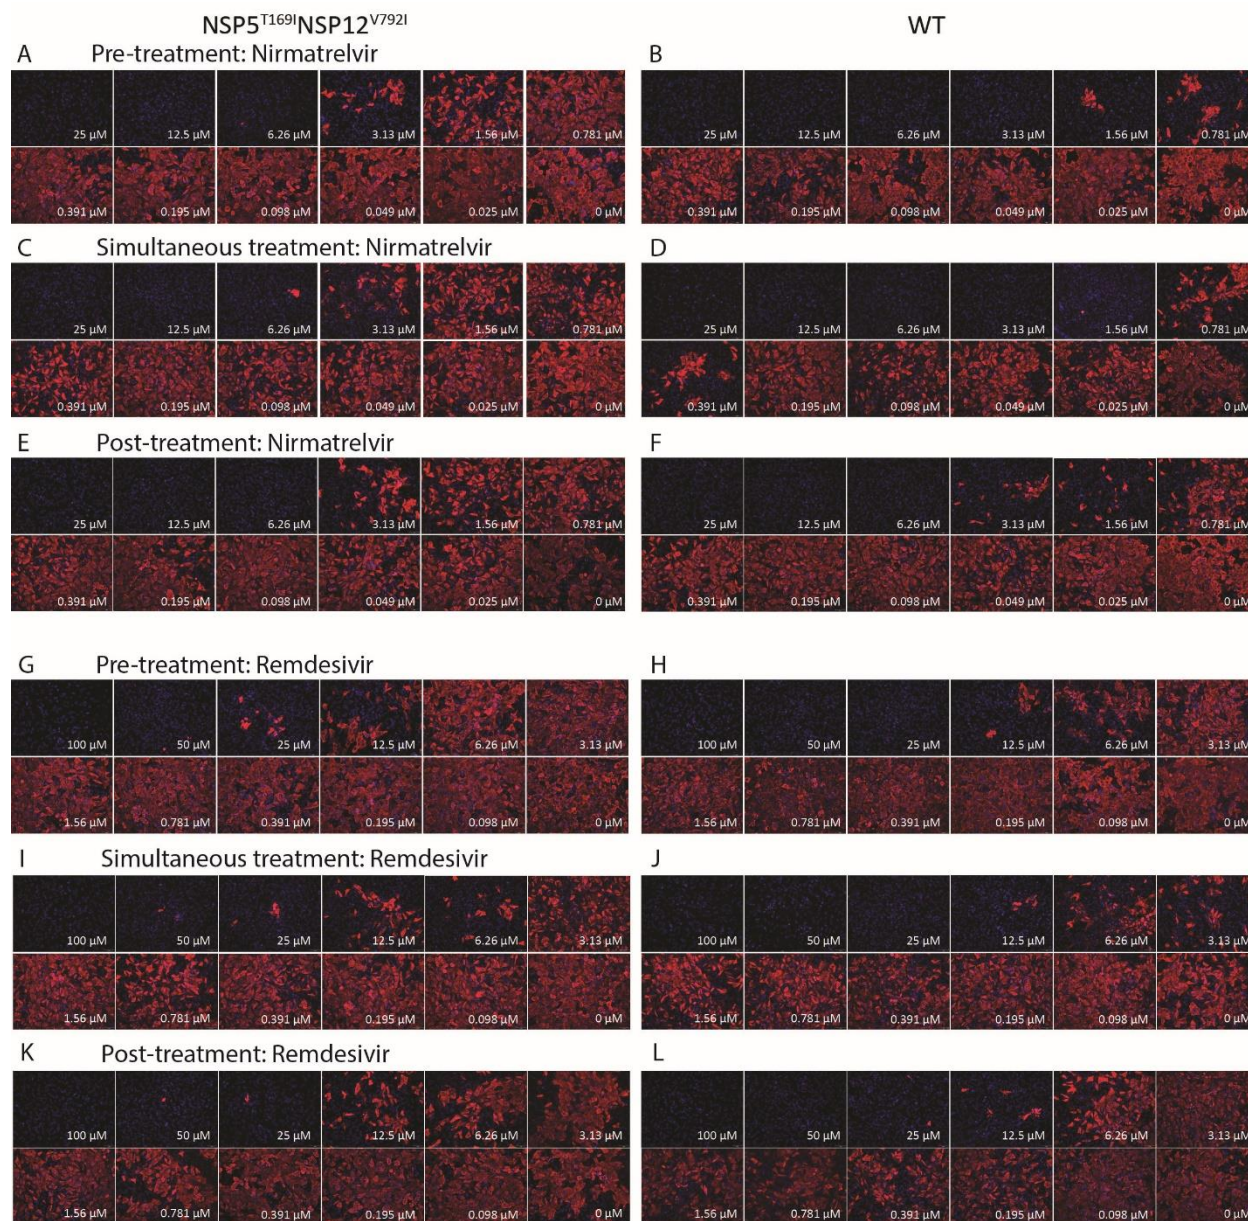 NSP5T169INSP12V792I WT
A Pre-treatment: Nirmatrelvir B
25 μM 12.5 μM 6.26 μM 3.13 μM 1.56 μM 0.781 μM 25 μM 12.5 μM 6.26 μM 3.13 μM 1.56 μM 0.781 μM
0.391 μM 0.195 μM 0.098 μM 0.049 μM 0.025 μM 0 μM 0.391 μM 0.195 μM 0.098 μM 0.049 μM 0.025 μM 0 μM
C Simultaneous treatment: Nirmatrelvir D
25 μM 12.5 μM 6.26 μM 3.13 μM 1.56 μM 0.781 μM 25 μM 12.5 μM 6.26 μM 3.13 μM 1.56 μM 0.781 μM
0.391 μM 0.195 μM 0.098 μM 0.049 μM 0.025 μM 0 μM 0.391 μM 0.195 μM 0.098 μM 0.049 μM 0.025 μM 0 μM
E Post-treatment: Nirmatrelvir F
25 μM 12.5 μM 6.26 μM 3.13 μM 1.56 μM 0.781 μM 25 μM 12.5 μM 6.26 μM 3.13 μM 1.56 μM 0.781 μM
0.391 μM 0.195 μM 0.098 μM 0.049 μM 0.025 μM 0 μM 0.391 μM 0.195 μM 0.098 μM 0.049 μM 0.025 μM 0 μM
G Pre-treatment: Remdesivir H
100 μM 50 μM 25 μM 12.5 μM 6.26 μM 3.13 μM 100 μM 50 μM 25 μM 12.5 μM 6.26 μM 3.13 μM
1.56 μM 0.781 μM 0.391 μM 0.195 μM 0.098 μM 0 μM 1.56 μM 0.781 μM 0.391 μM 0.195 μM 0.098 μM 0 μM
I Simultaneous treatment: Remdesivir J
100 μM 50 μM 25 μM 12.5 μM 6.26 μM 3.13 μM 100 μM 50 μM 25 μM 12.5 μM 6.26 μM 3.13 μM
1.56 μM 0.781 μM 0.391 μM 0.195 μM 0.098 μM 0 μM 1.56 μM 0.781 μM 0.391 μM 0.195 μM 0.098 μM 0 μM
K Post-treatment: Remdesivir L
100 μM 50 μM 25 μM 12.5 μM 6.26 μM 3.13 μM 100 μM 50 μM 25 μM 12.5 μM 6.26 μM 3.13 μM
1.56 μM 0.781 μM 0.391 μM 0.195 μM 0.098 μM 0 μM 1.56 μM 0.781 μM 0.391 μM 0.195 μM 0.098 μM 0 μM